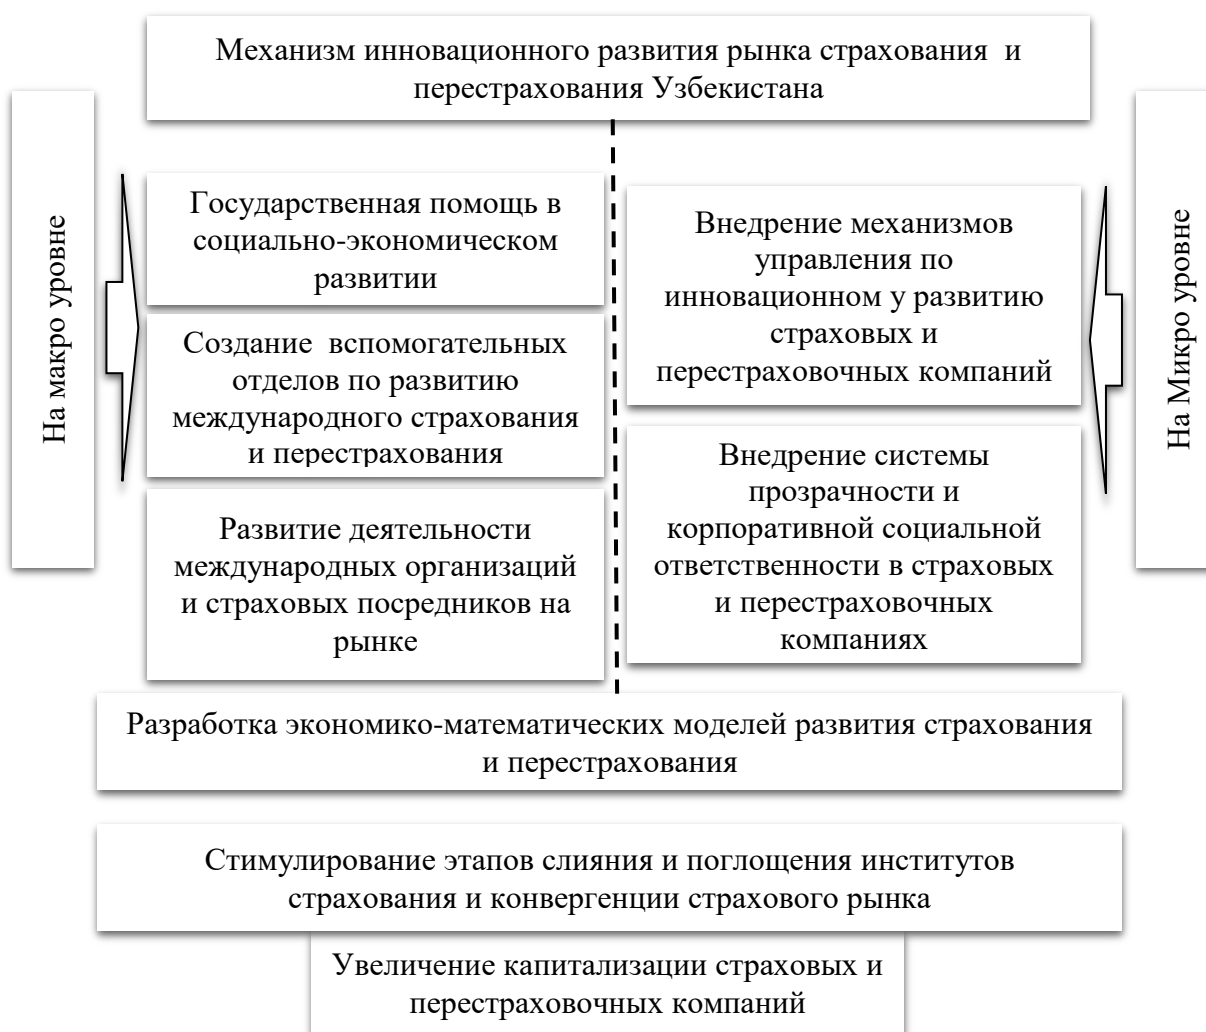 Механизм инновационного развития рынка страхования  и
перестрахования Узбекистана
На макро уровне
Государственная помощь в
социально-экономическом
развитии
Создание  вспомогательных
отделов по развитию
международного страхования
и перестрахования
Развитие деятельности
международных организаций
и страховых посредников на
рынке
Внедрение механизмов
управления по
инновационном у развитию
страховых и
перестраховочных компаний
Внедрение системы
прозрачности и
корпоративной социальной
ответственности в страховых
и перестраховочных
компаниях
На Микро уровне
Разработка экономико-математических моделей развития страхования
и перестрахования
Стимулирование этапов слияния и поглощения институтов
страхования и конвергенции страхового рынка
Увеличение капитализации страховых и
перестраховочных компаний